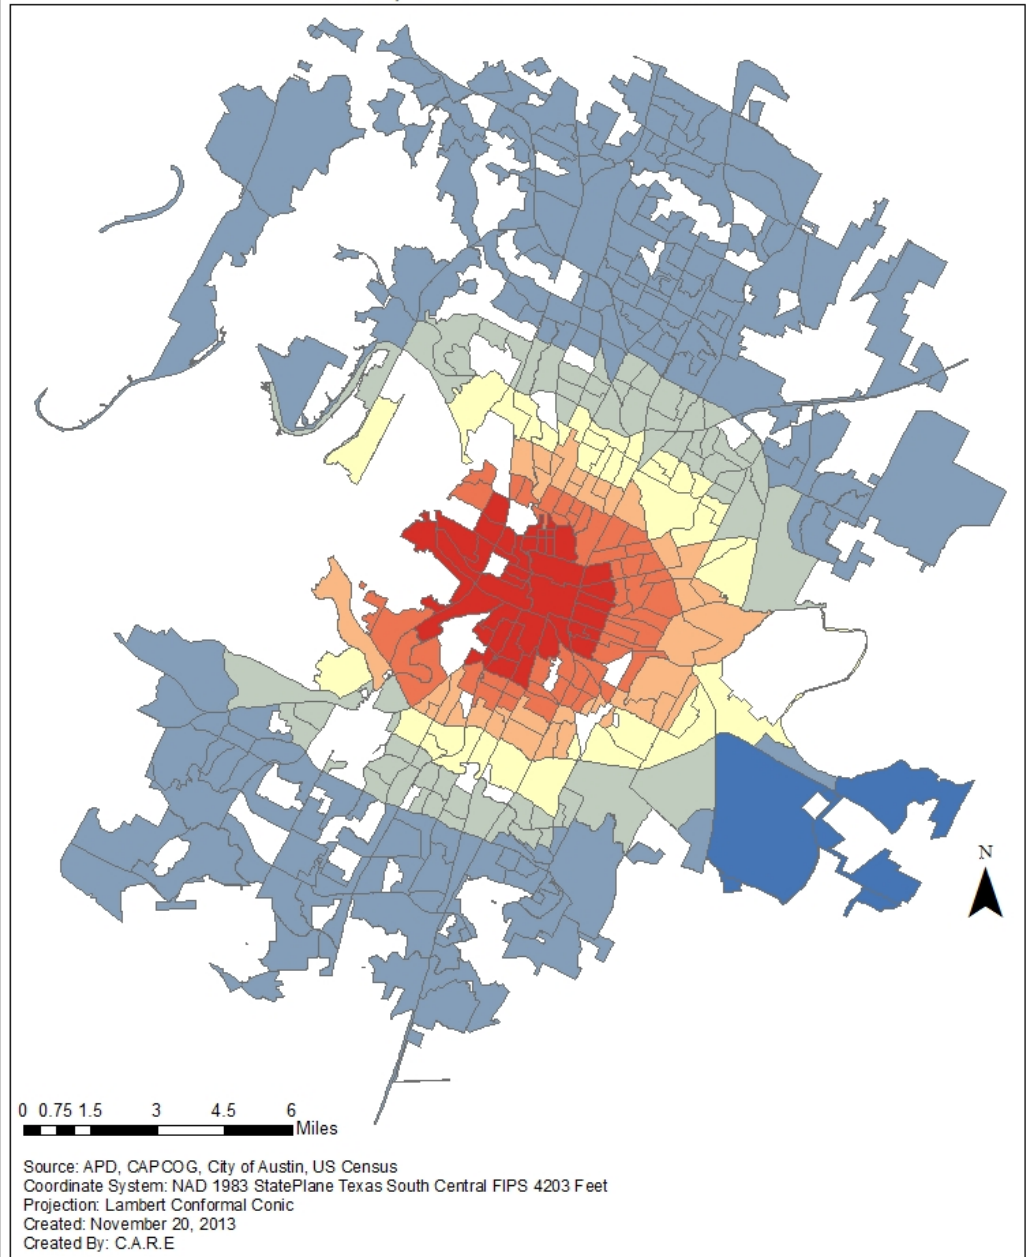 N
0 0.75 1.5 3 4.5 6
Miles
Source: APD, CAPCOG, City of Austin, US Census
Coordinate System: NAD 1983 StatePlane Texas South Central FIPS 4203 Feet
Projection: Lambert Conformal Conic
Created: November 20, 2013
Created By: C.A.R.E